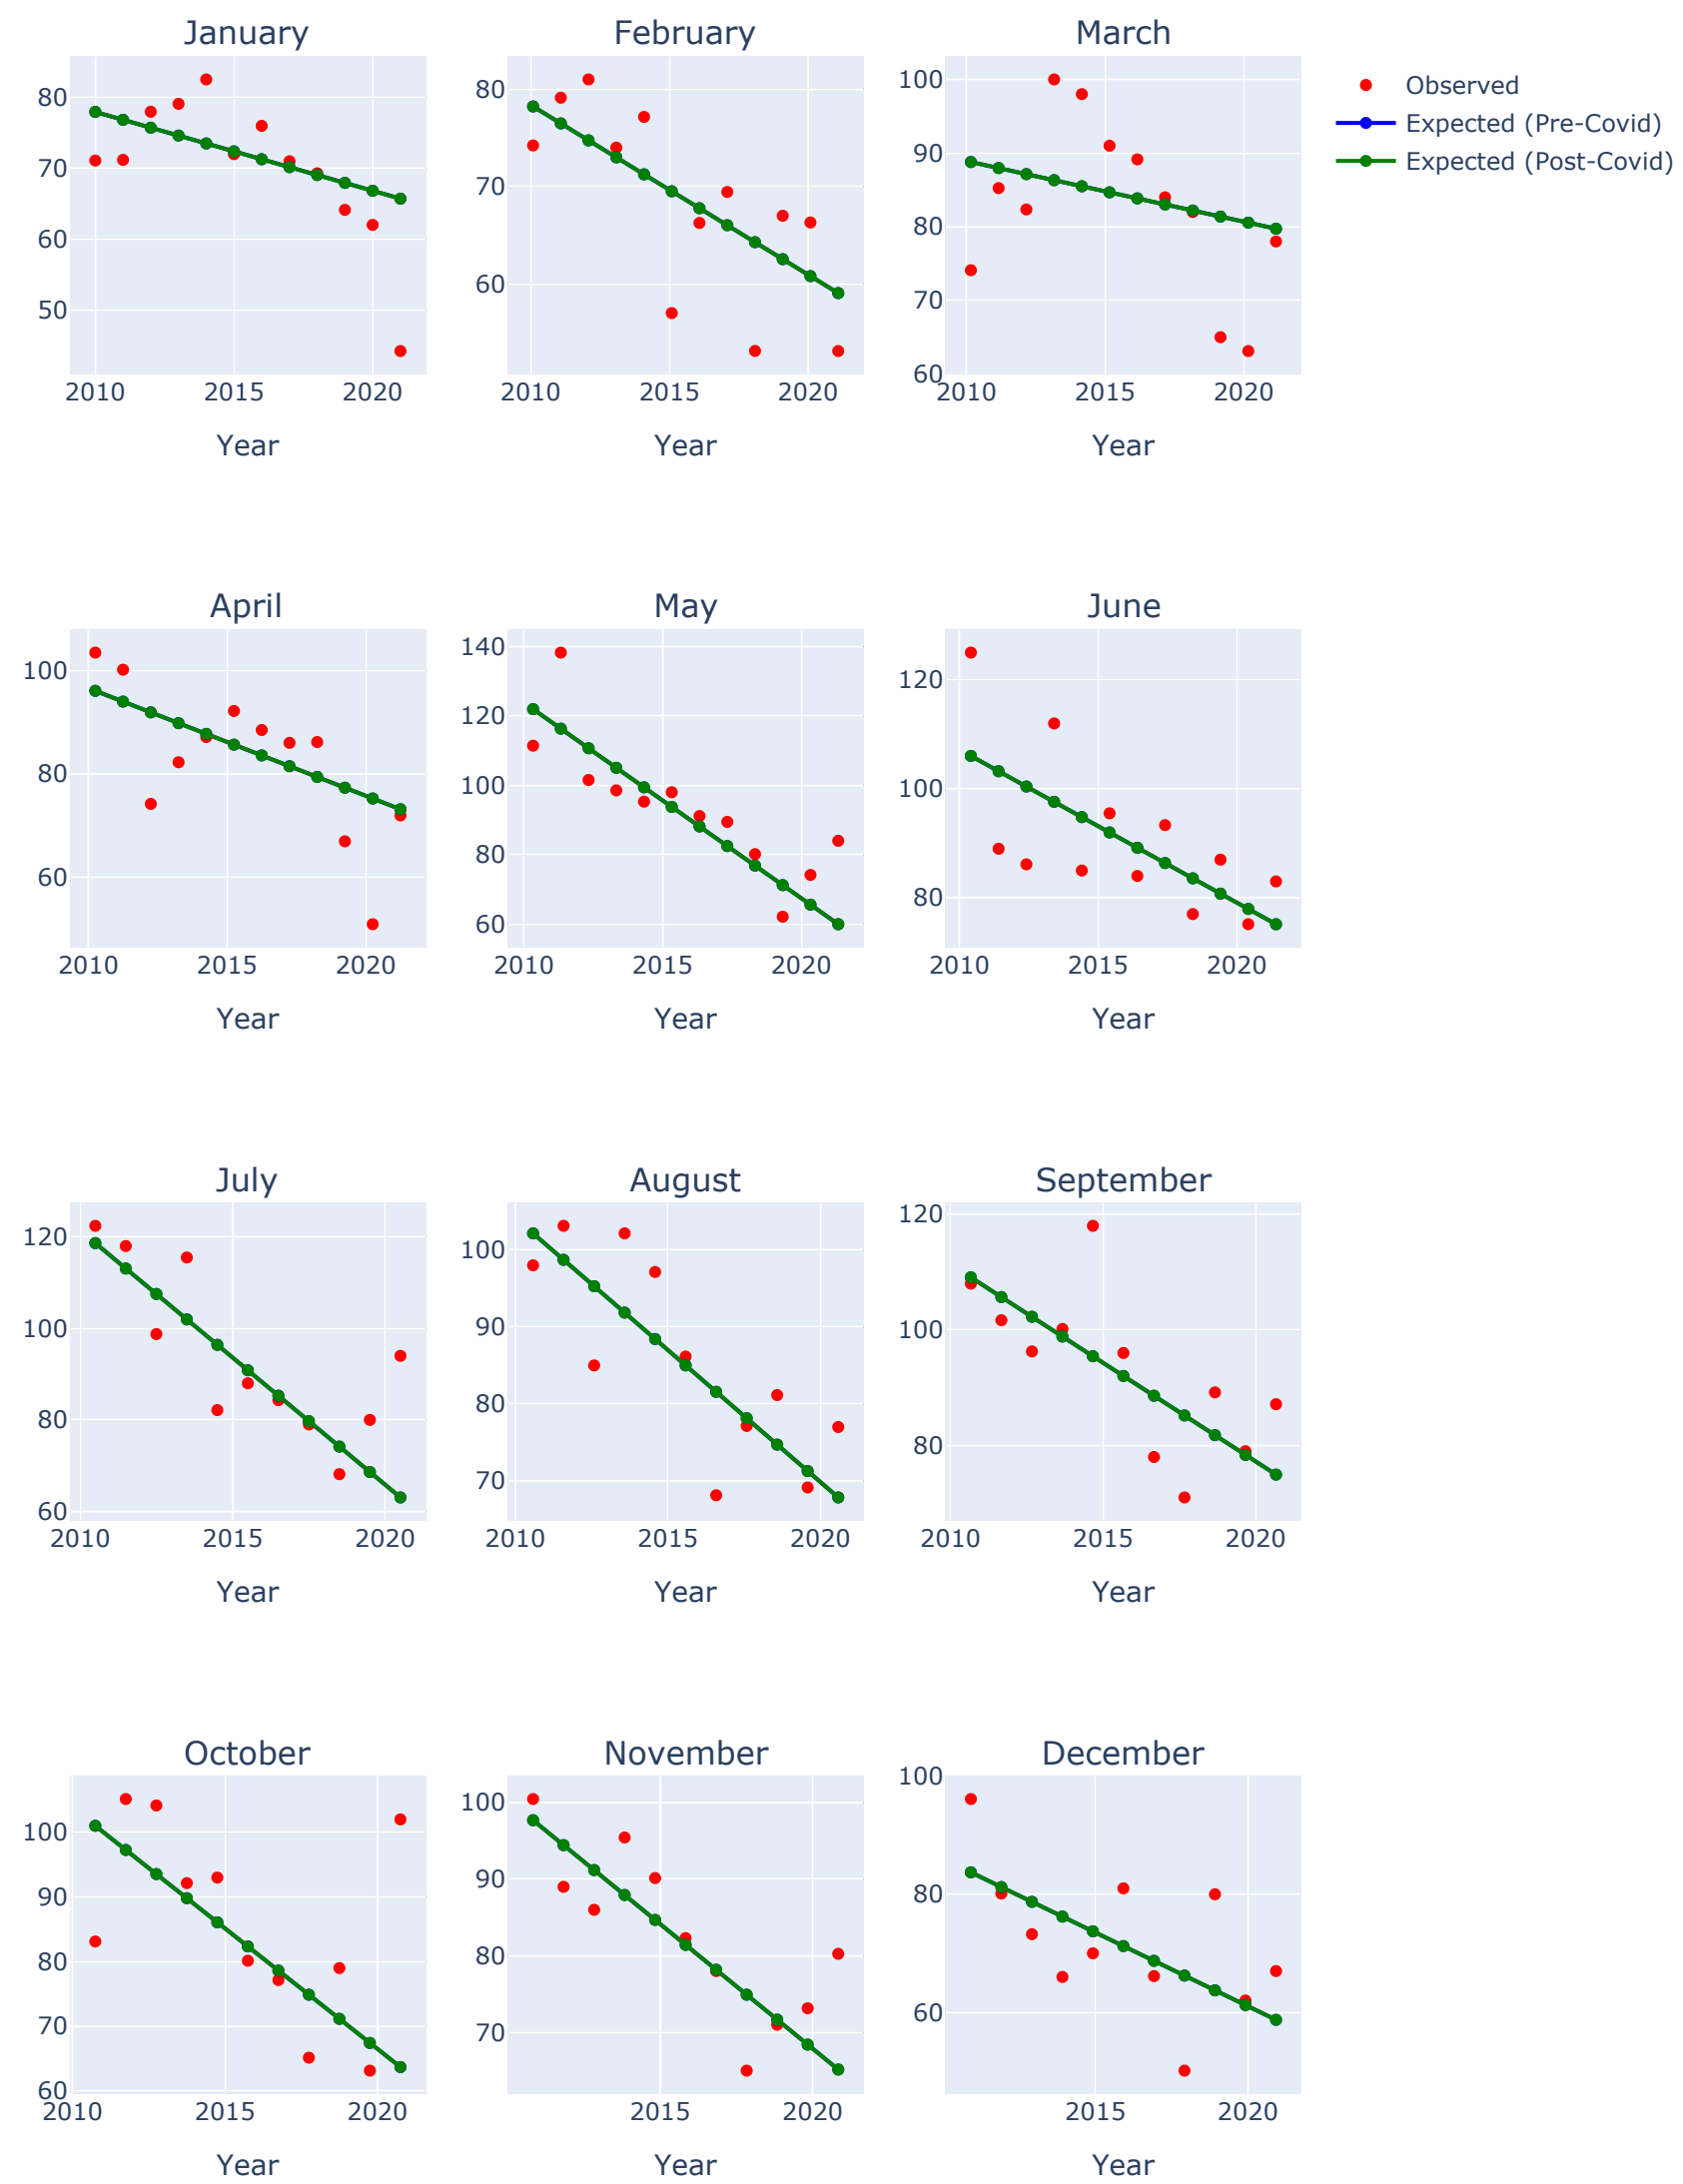 January
February
March
80
70
60
50
2010
2015
2020
Year
80
70
60
2010
2015
2020
Year
100
90
80
70
60
2010
2015
2020
Year
Observed
Expected (Pre-Covid)
Expected (Post-Covid)
April
May
June
100
80
60
2010
2015
2020
Year
140
120
100
80
60
2010
2015
2020
Year
120
100
80
2010
2015
2020
Year
July
August
September
120
100
80
60
2010
2015
2020
Year
100
90
80
70
2010
2015
2020
Year
120
100
80
2010
2015
2020
Year
October
November
December
100
90
80
70
60
2010
2015
2020
Year
100
90
80
70
2015
2020
Year
100
80
60
2015
2020
Year